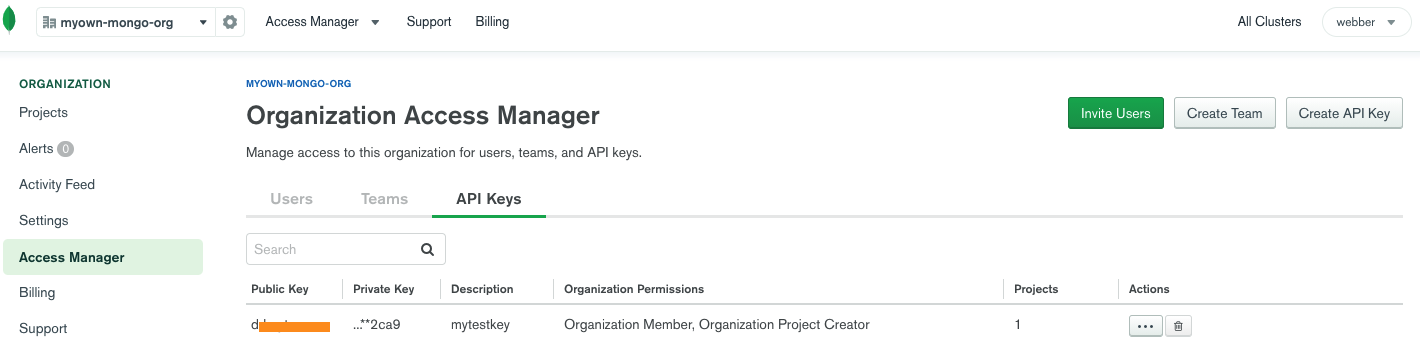 myown-mongo-org Access Manager Support Billing All Clusters webber
ORGANIZATION
Projects
Alerts 0
Activity Feed
Settings
Access Manager
Billing
Support
MYOWN-MONGO-ORG
Organization Access Manager
Invite Users Create Team Create API Key
Manage access to this organization for users, teams, and API keys.
Users Teams API Keys
Search
Public Key Private Key Description Organization Permissions Projects Actions
...**2ca9 mytestkey Organization Member, Organization Project Creator 1